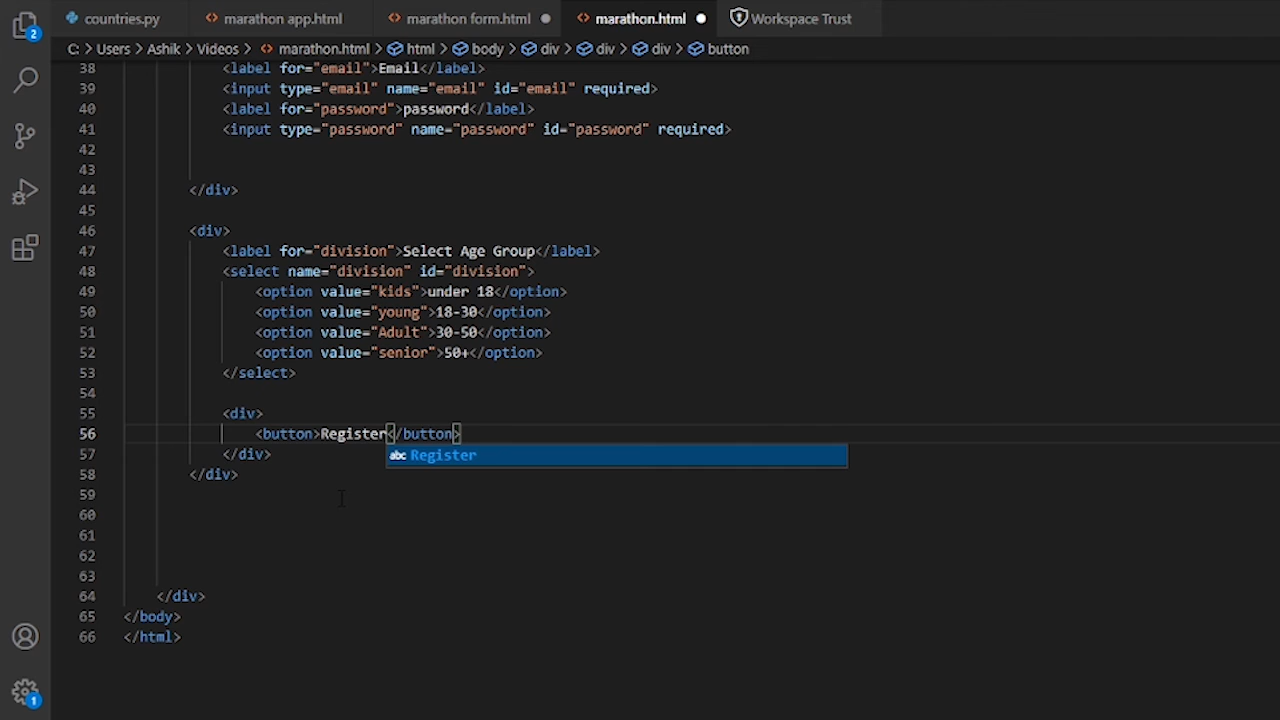 countries.py
marathon app.html
marathon form.html
marathon.html
Workspace Trust
C: > Users > Ashik > Videos > marathon.html > html > body > div > div > div > button
38 <label for="email">Email</label>
39 <input type="email" name="email" id="email" required>
40 <label for="password">password</label>
41 <input type="password" name="password" id="password" required>
42
43
44 </div>
45
46 <div>
47 <label for="division">Select Age Group</label>
48 <select name="division" id="division">
49 <option value="kids">under 18</option>
50 <option value="young">18-30</option>
51 <option value="Adult">30-50</option>
52 <option value="senior">50+</option>
53 </select>
54
55 <div>
56 <button>Register</button>
abc Register
57 </div>
58 </div>
59
60
61
62
63
64 </div>
65 </body>
66 </html>
2
1